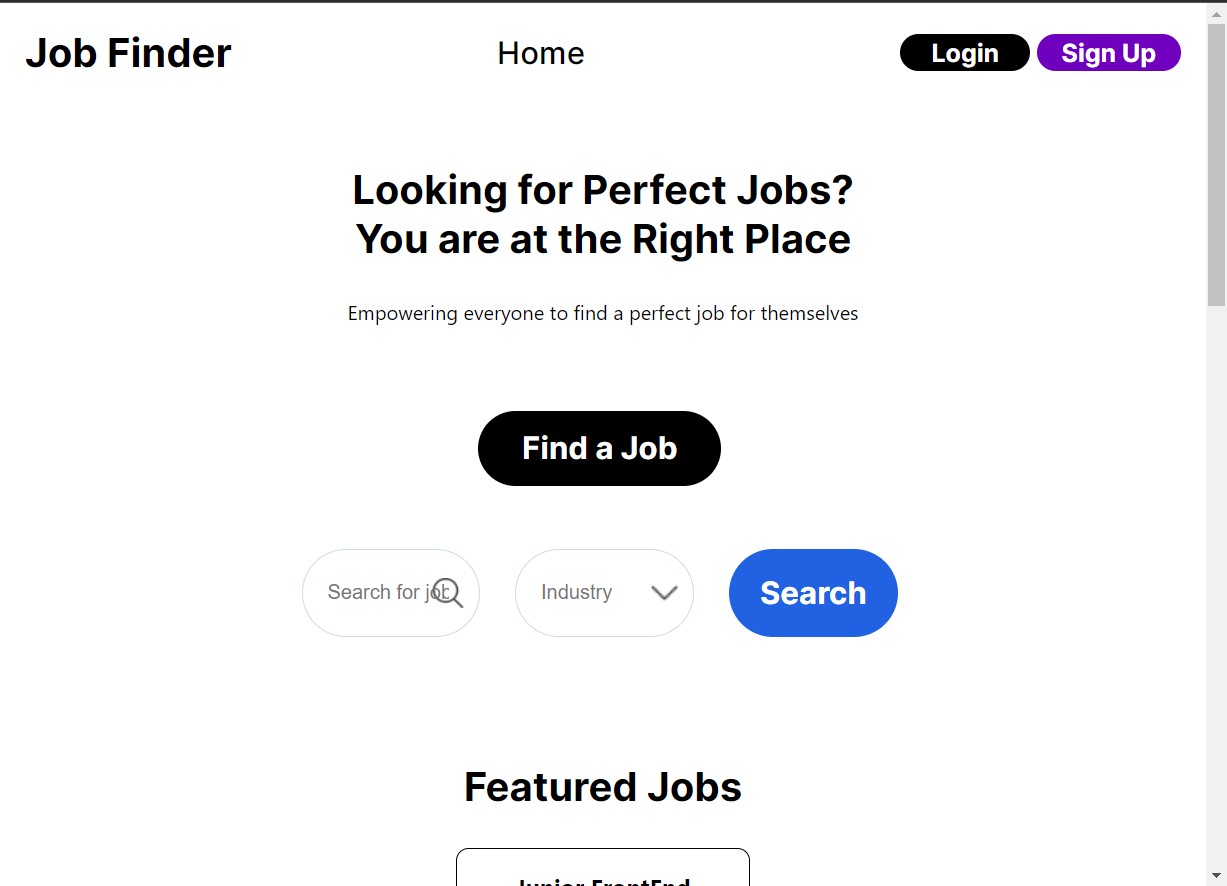 Job Finder
Home
Login
Sign Up
Looking for Perfect Jobs?
You are at the Right Place
Empowering everyone to find a perfect job for themselves
Find a Job
Search for job
Industry
Search
Featured Jobs
Junior FrontEnd